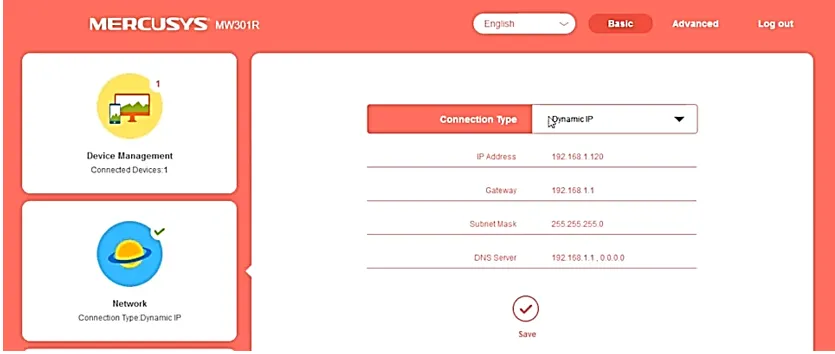 MERCUSYS MW301R
English
Basic
Advanced
Log out
1
Device Management
Connected Devices:1
Network
Connection Type:Dynamic IP
Connection Type Dynamic IP
IP Address 192.168.1.120
Gateway 192.168.1.1
Subnet Mask 255.255.255.0
DNS Server 192.168.1.1 , 0.0.0.0
Save